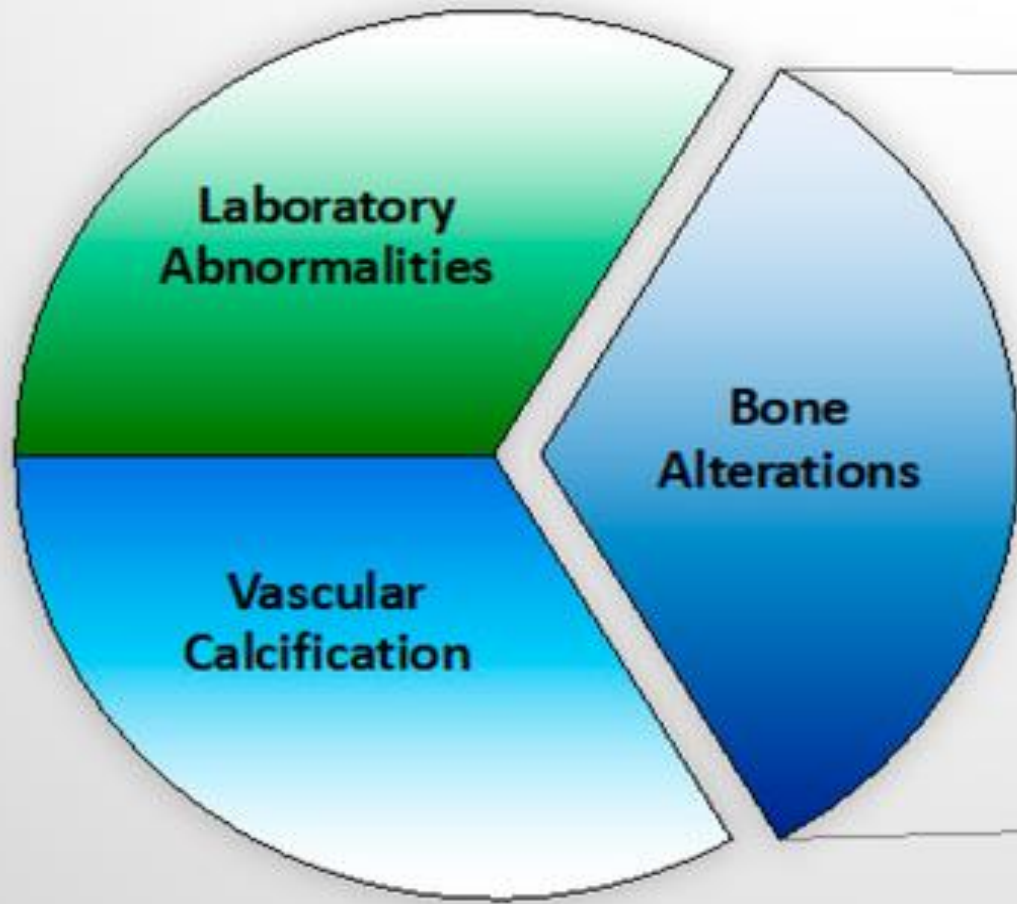 Laboratory
Abnormalities
Bone
Alterations
Vascular
Calcification